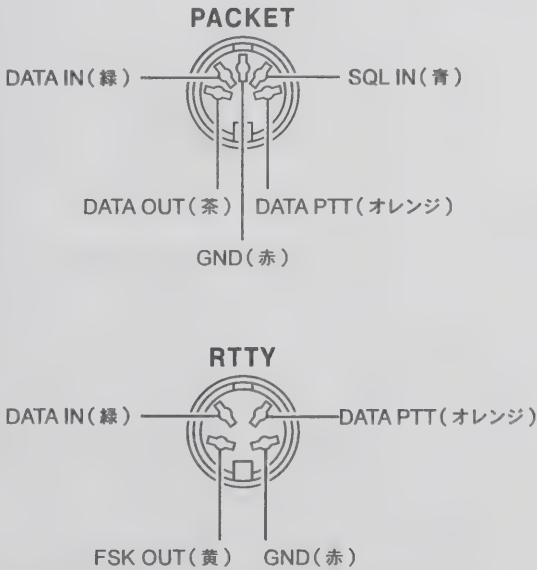 PACKET
DATA IN(緑)
SQL IN(青)
DATA OUT(茶)
DATA PTT(オレンジ)
GND(赤)
RTTY
DATA IN(緑)
DATA PTT(オレンジ)
FSK OUT(黄)
GND(赤)